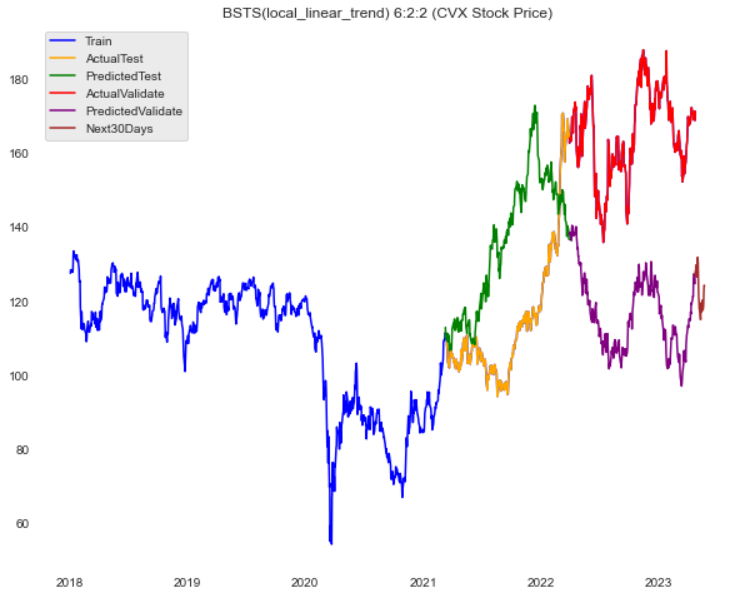 BSTS(local_linear_trend) 6:2:2 (CVX Stock Price)
Train
ActualTest
PredictedTest
ActualValidate
PredictedValidate
Next30Days
180
160
140
120
100
80
60
2018 2019 2020 2021 2022 2023